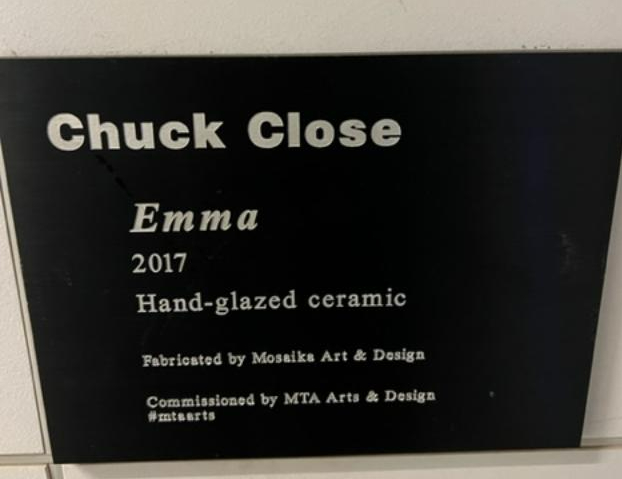 Chuck Close
Emma
2017
Hand-glazed ceramic
Fabricated by Mosaika Art & Design
Commissioned by MTA Arts & Design
#mtaarts